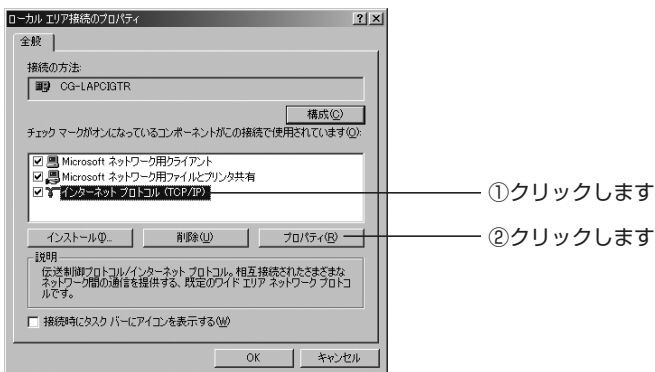 ローカル エリア接続のプロパティ
全般
接続の方法:
CG-LAPCIGTR
構成(C)
チェック マークがオンになっているコンポーネントがこの接続で使用されています(O):
Microsoft ネットワーク用クライアント
Microsoft ネットワーク用ファイルとプリンタ共有
インターネット プロトコル (TCP/IP)
①クリックします
インストール(I)...
削除(U)
プロパティ(R)
②クリックします
説明
伝送制御プロトコル/インターネット プロトコル。相互接続されたさまざまな
ネットワーク間の通信を提供する、既定のワイド エリア ネットワーク プロトコ
ルです。
接続時にタスク バーにアイコンを表示する(W)
OK
キャンセル